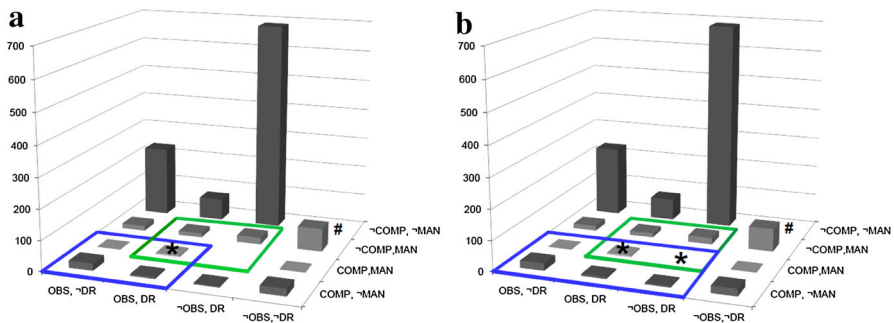 a
700
600
500
400
300
200
100
0
OBS, ¬DR
OBS, DR
¬OBS, DR
¬OBS,¬DR
¬COMP, ¬MAN
¬COMP,MAN
COMP,MAN
COMP, ¬MAN
#
*
b
700
600
500
400
300
200
100
0
OBS, ¬DR
OBS, DR
¬OBS, DR
¬OBS,¬DR
¬COMP, ¬MAN
¬COMP,MAN
COMP,MAN
COMP, ¬MAN
#
*
*